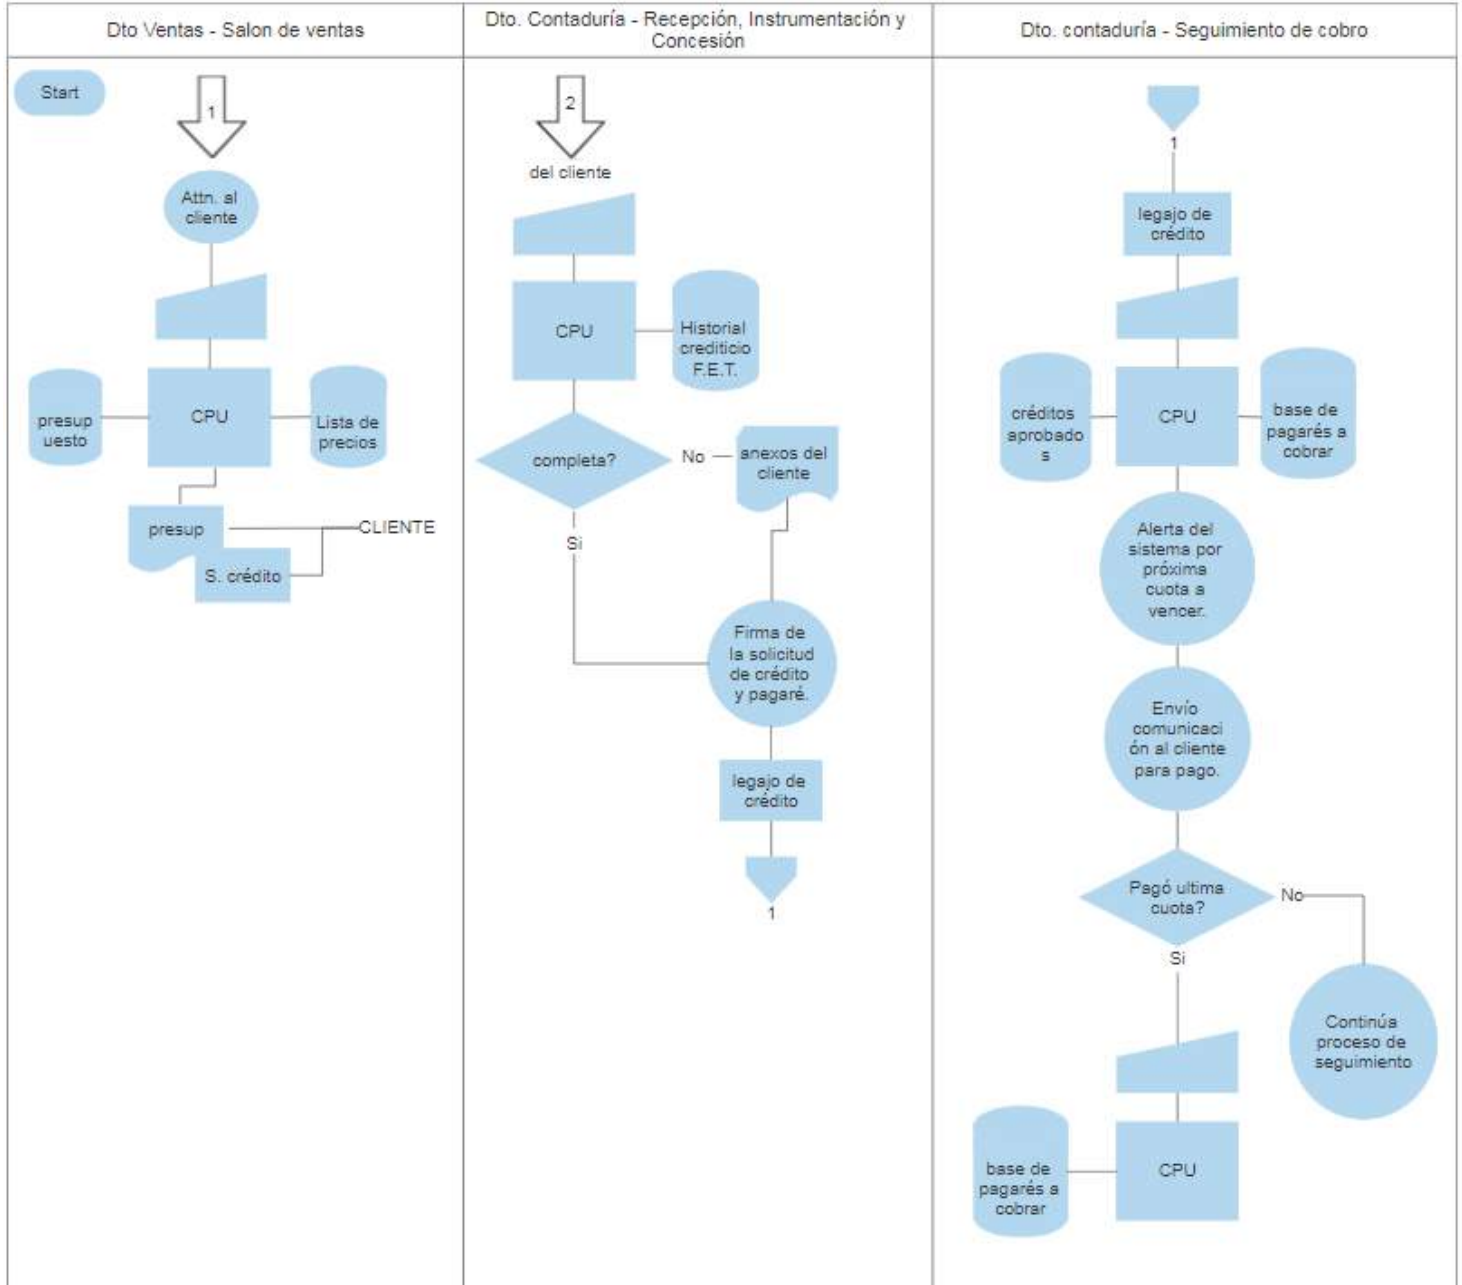 Dto Ventas - Salon de ventas
Dto. Contaduría - Recepción, Instrumentación y
Concesión
Dto. contaduría - Seguimiento de cobro
Start
1
Attn. al
cliente
CPU
presup
uesto
Lista de
precios
presup
CLIENTE
S. crédito
2
del cliente
CPU
Historial
crediticio
F.E.T.
completa?
No
anexos del
cliente
Si
Firma de
la solicitud
de crédito
y pagaré.
legajo de
crédito
1
1
legajo de
crédito
CPU
créditos
aprobado
s
base de
pagarés a
cobrar
Alerta del
sistema por
próxima
cuota a
vencer.
Envío
comunicaci
ón al cliente
para pago.
Pagó ultima
cuota?
No
Si
Continúa
proceso de
seguimiento
CPU
base de
pagarés a
cobrar